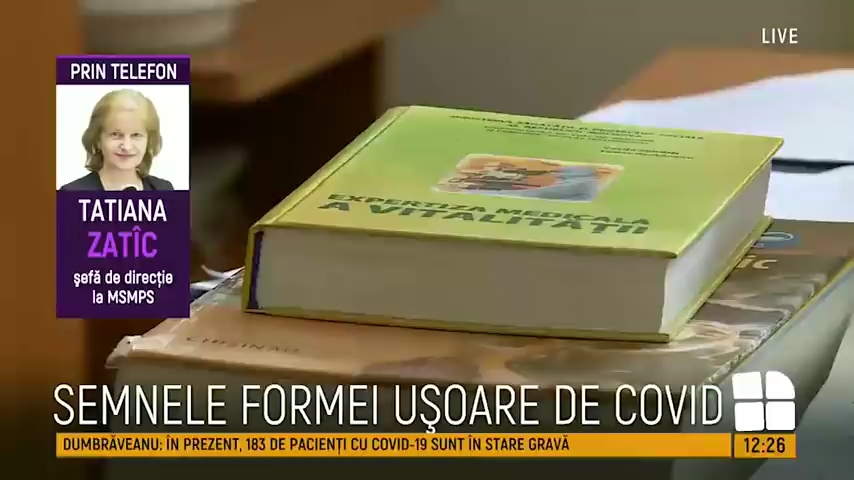 LIVE
PRIN TELEFON
TATIANA
ZATÎC
şefă de direcţie
la MSMPS
EXPERTIZA MEDICALĂ
A VITALITĂŢII
CHIŞINĂU
SEMNELE FORMEI UŞOARE DE COVID
DUMBRĂVEANU: ÎN PREZENT, 183 DE PACIENŢI CU COVID-19 SUNT ÎN STARE GRAVĂ
12:26